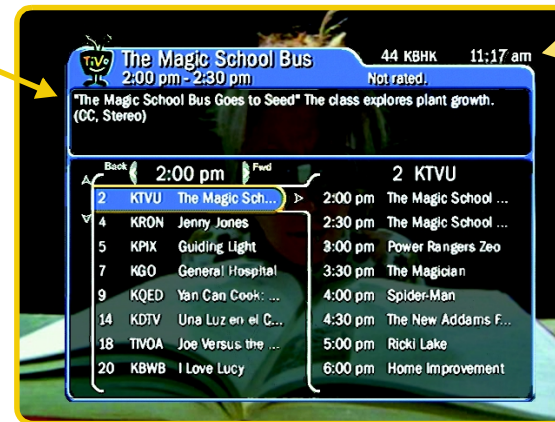 TiVo The Magic School Bus 44 KBHK 11:17 am
2:00 pm - 2:30 pm Not rated.
"The Magic School Bus Goes to Seed" The class explores plant growth.
(CC, Stereo)
Back 2:00 pm Fwd 2 KTVU
2 KTVU The Magic Sch... 2:00 pm The Magic School ...
4 KRON Jenny Jones 2:30 pm The Magic School ...
5 KPIX Guiding Light 3:00 pm Power Rangers Zeo
7 KGO General Hospital 3:30 pm The Magician
9 KQED Yan Can Cook: ... 4:00 pm Spider-Man
14 KDTV Una Luz en el C... 4:30 pm The New Addams F...
18 TIVOA Joe Versus the ... 5:00 pm Ricki Lake
20 KBWB I Love Lucy 6:00 pm Home Improvement